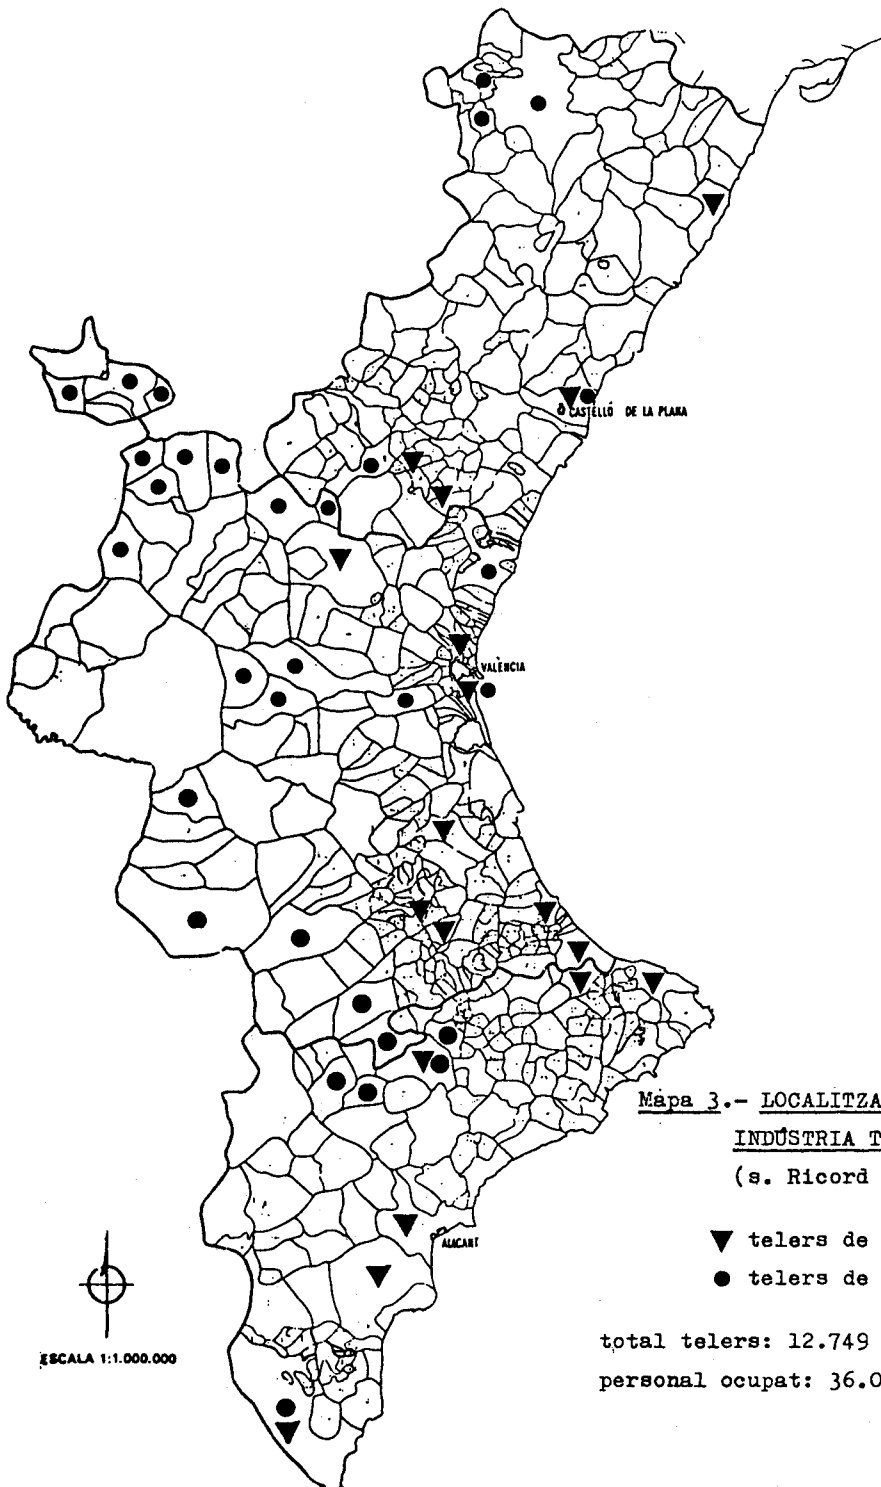 CASTELLÓ DE LA PLANA
VALÈNCIA
Mapa 3.- LOCALITZA
INDÚSTRIA T
(s. Ricord
ALACANT
▼ telers de
● telers de
ESCALA 1:1.000.000
total telers: 12.749
personal ocupat: 36.0